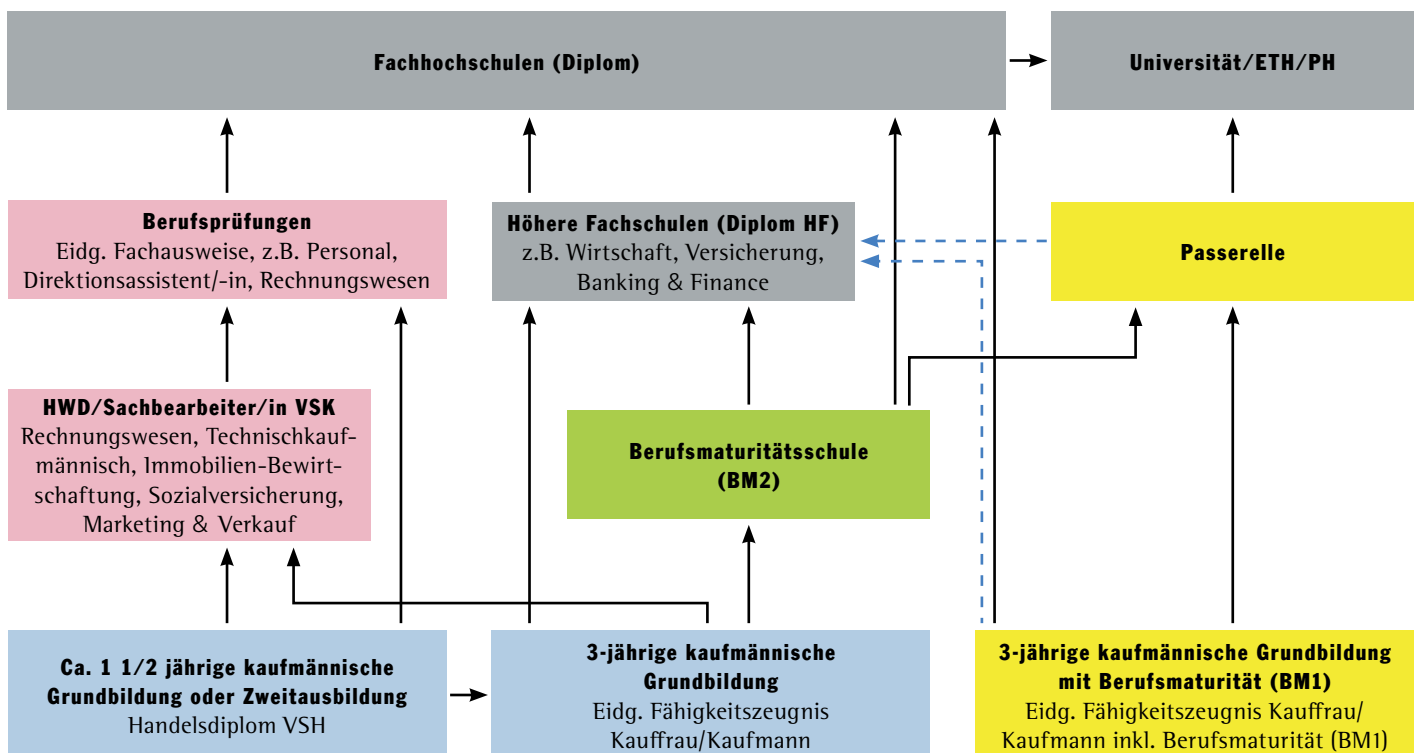 Fachhochschulen (Diplom)
Universität/ETH/PH
Berufsprüfungen
Eidg. Fachausweise, z.B. Personal,
Direktionsassistent/-in, Rechnungswesen
Höhere Fachschulen (Diplom HF)
z.B. Wirtschaft, Versicherung,
Banking & Finance
Passerelle
HWD/Sachbearbeiter/in VSK
Rechnungswesen, Technischkauf-
männisch, Immobilien-Bewirt-
schaftung, Sozialversicherung,
Marketing & Verkauf
Berufsmaturitätsschule
(BM2)
Ca. 1 1/2 jährige kaufmännische
Grundbildung oder Zweitausbildung
Handelsdiplom VSH
3-jährige kaufmännische
Grundbildung
Eidg. Fähigkeitszeugnis
Kauffrau/Kaufmann
3-jährige kaufmännische Grundbildung
mit Berufsmaturität (BM1)
Eidg. Fähigkeitszeugnis Kauffrau/
Kaufmann inkl. Berufsmaturität (BM1)